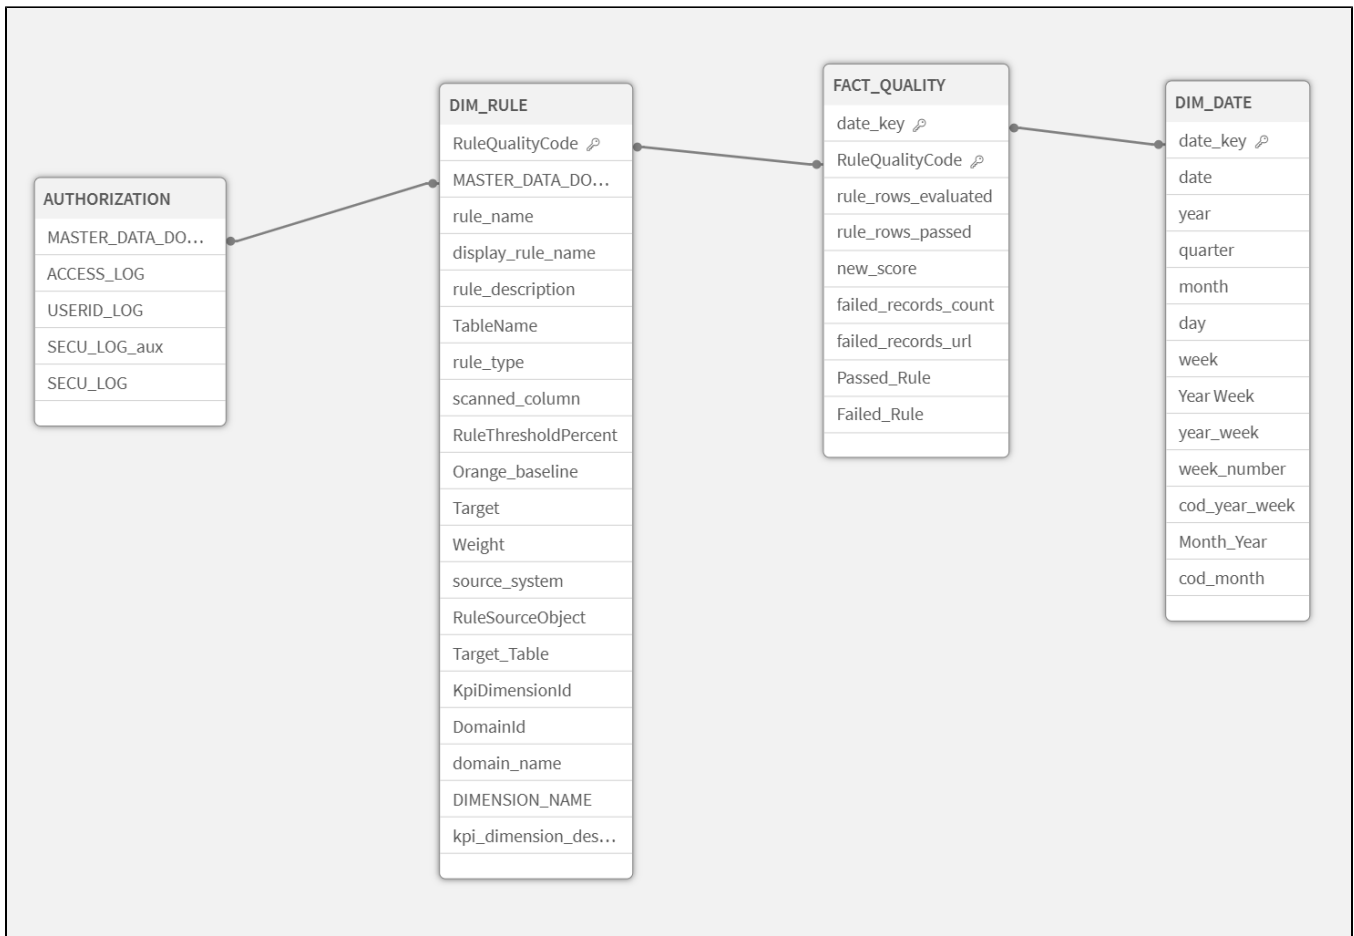 AUTHORIZATION
MASTER_DATA_DO...
ACCESS_LOG
USERID_LOG
SECU_LOG_aux
SECU_LOG
DIM_RULE
RuleQualityCode
MASTER_DATA_DO...
rule_name
display_rule_name
rule_description
TableName
rule_type
scanned_column
RuleThresholdPercent
Orange_baseline
Target
Weight
source_system
RuleSourceObject
Target_Table
KpiDimensionId
DomainId
domain_name
DIMENSION_NAME
kpi_dimension_des...
FACT_QUALITY
date_key
RuleQualityCode
rule_rows_evaluated
rule_rows_passed
new_score
failed_records_count
failed_records_url
Passed_Rule
Failed_Rule
DIM_DATE
date_key
date
year
quarter
month
day
week
Year Week
year_week
week_number
cod_year_week
Month_Year
cod_month